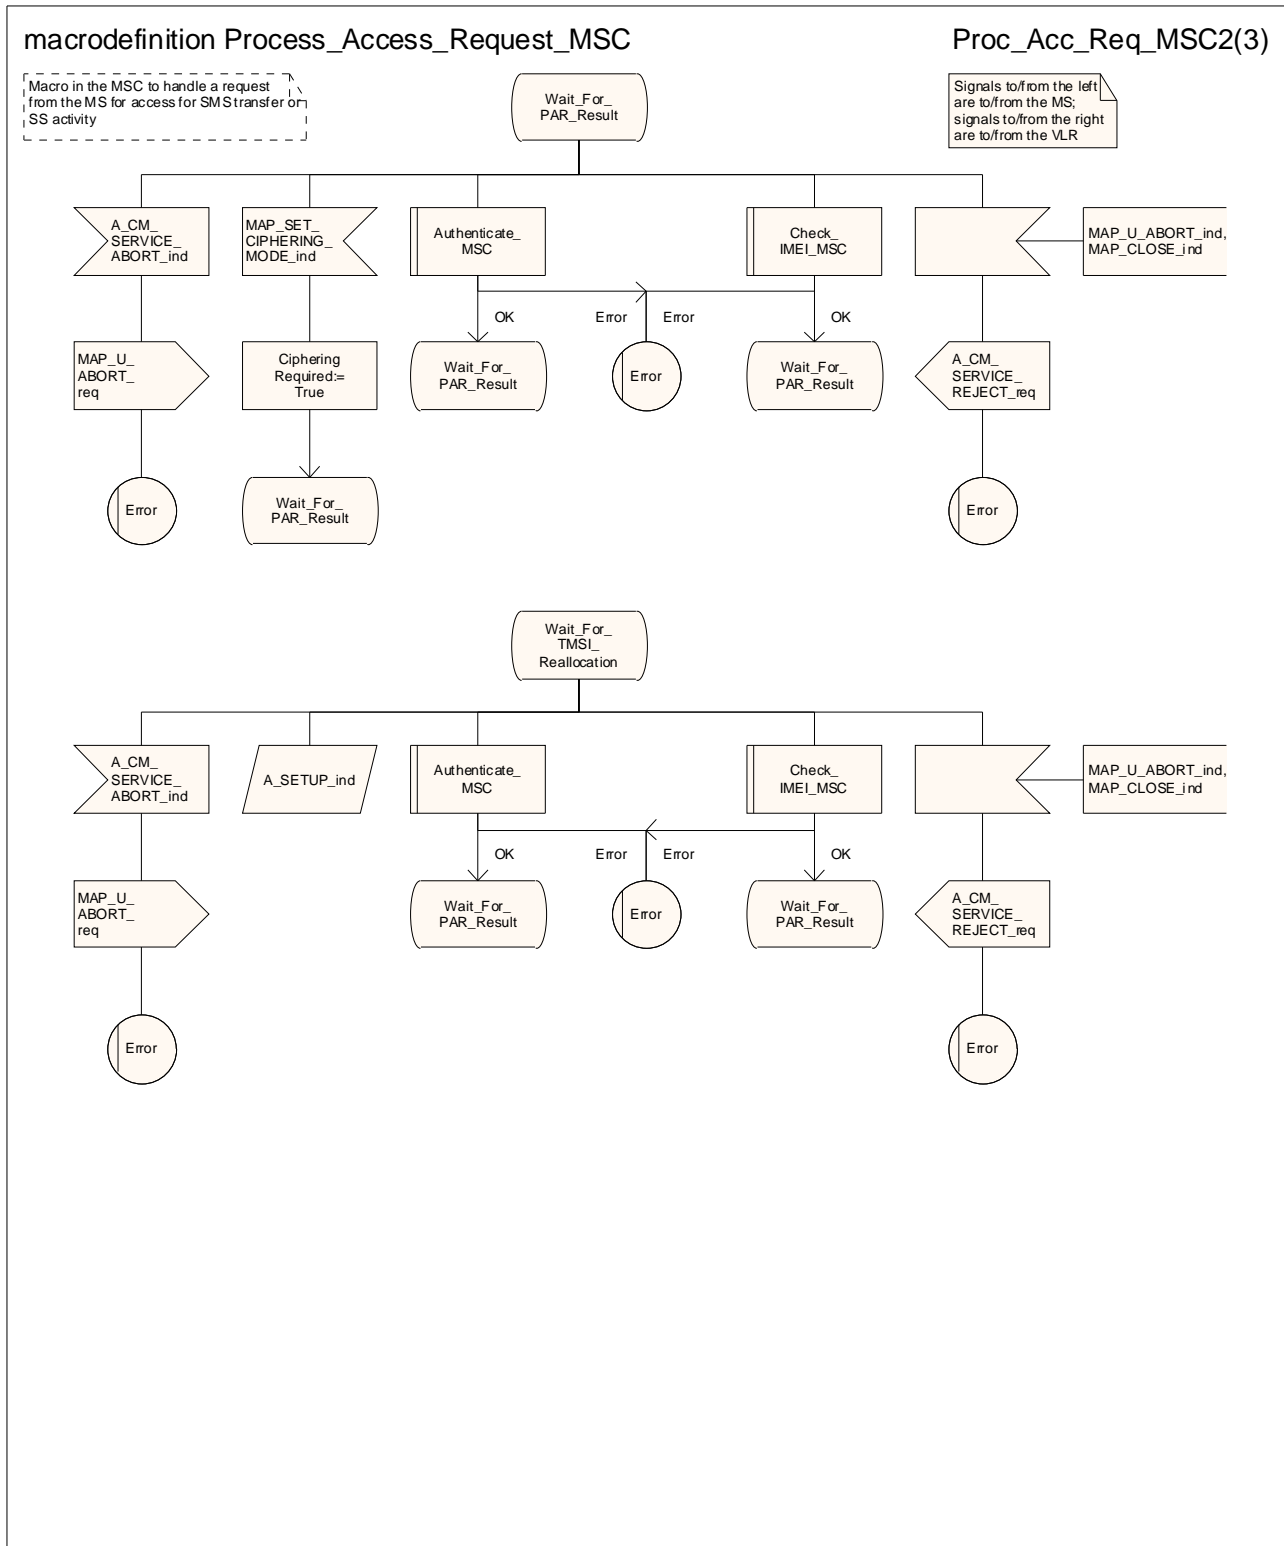 macrodefinition Process_Access_Request_MSC
Proc_Acc_Req_MSC2(3)
Macro in the MSC to handle a request
from the MS for access for SMS transfer or
SS activity
Signals to/from the left
are to/from the MS;
signals to/from the right
are to/from the VLR
Wait_For_
PAR_Result
A_CM_
SERVICE_
ABORT_ind
MAP_SET_
CIPHERING_
MODE_ind
Authenticate_
MSC
Check_
IMEI_MSC
MAP_U_ABORT_ind,
MAP_CLOSE_ind
OK
Error
Error
OK
MAP_U_
ABORT_
req
Ciphering
Required:=
True
Wait_For_
PAR_Result
Error
Wait_For_
PAR_Result
A_CM_
SERVICE_
REJECT_req
Error
Wait_For_
PAR_Result
Error
Wait_For_
TMSI_
Reallocation
A_CM_
SERVICE_
ABORT_ind
A_SETUP_ind
Authenticate_
MSC
Check_
IMEI_MSC
MAP_U_ABORT_ind,
MAP_CLOSE_ind
OK
Error
Error
OK
MAP_U_
ABORT_
req
Wait_For_
PAR_Result
Error
Wait_For_
PAR_Result
A_CM_
SERVICE_
REJECT_req
Error
Error